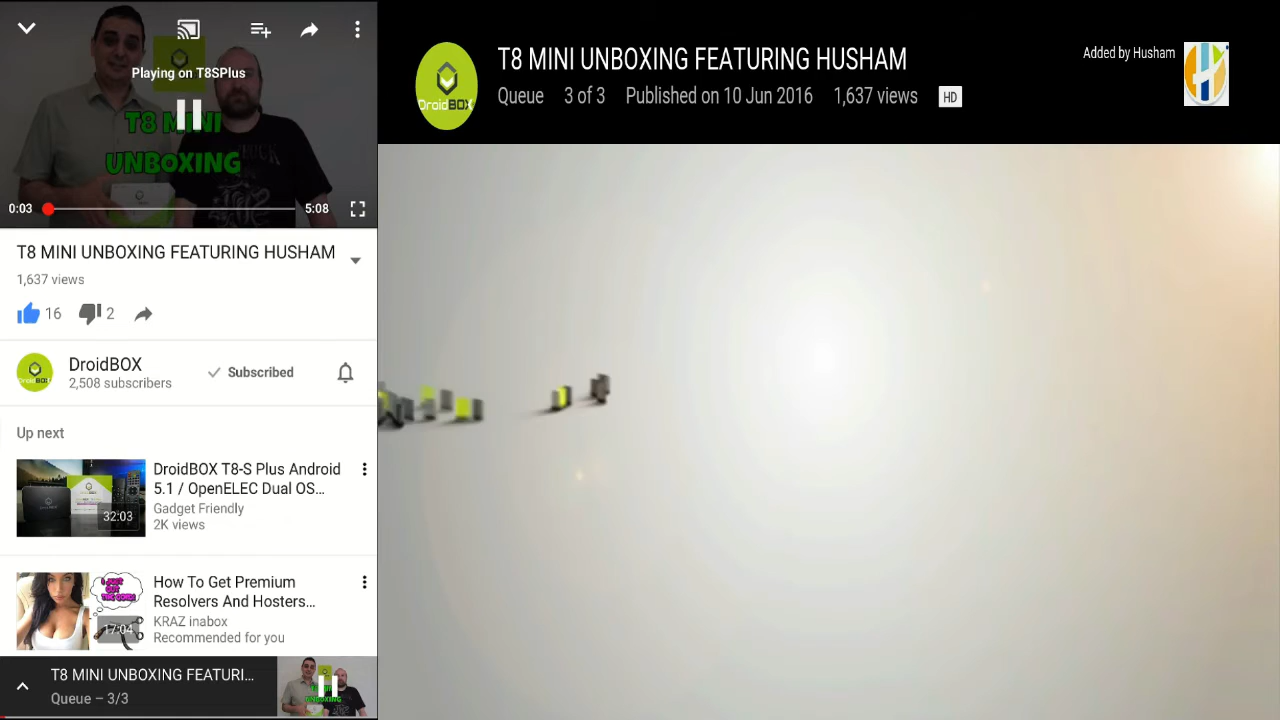 Playing on T8SPlus
T8 MINI
UNBOXING
0:03
5:08
T8 MINI UNBOXING FEATURING HUSHAM
1,637 views
16
2
DroidBOX
2,508 subscribers
Subscribed
Up next
DroidBOX T8-S Plus Android
5.1 / OpenELEC Dual OS...
Gadget Friendly
2K views
32:03
How To Get Premium
Resolvers And Hosters...
KRAZ inabox
Recommended for you
17:04
T8 MINI UNBOXING FEATURI...
Queue – 3/3
DroidBOX
T8 MINI UNBOXING FEATURING HUSHAM
Queue 3 of 3 Published on 10 Jun 2016 1,637 views HD
Added by Husham